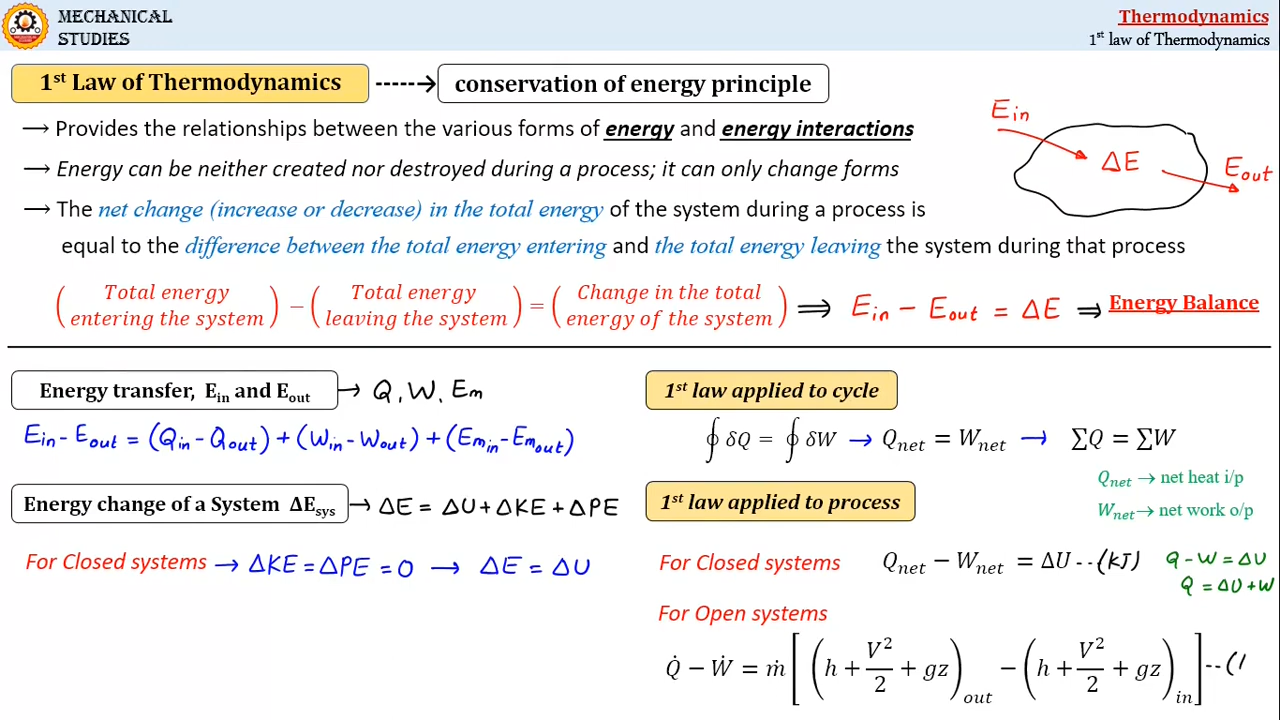 MECHANICAL
STUDIES
Thermodynamics
1st law of Thermodynamics
1st Law of Thermodynamics ------> conservation of energy principle
→ Provides the relationships between the various forms of energy and energy interactions
→ Energy can be neither created nor destroyed during a process; it can only change forms
→ The net change (increase or decrease) in the total energy of the system during a process is
equal to the difference between the total energy entering and the total energy leaving the system during that process
Ein
ΔE
Eout
(Total energy entering the system) − (Total energy leaving the system) = (Change in the total energy of the system) ⟹ Ein − Eout = ΔE ⟹ Energy Balance
Energy transfer, Ein and Eout → Q, W, Em
Ein − Eout = (Qin − Qout) + (Win − Wout) + (Emin − Emout)
Energy change of a System ΔEsys → ΔE = ΔU + ΔKE + ΔPE
For Closed systems → ΔKE = ΔPE = 0 → ΔE = ΔU
1st law applied to cycle
∮ δQ = ∮ δW → Qnet = Wnet → ΣQ = ΣW
Qnet → net heat i/p
Wnet → net work o/p
1st law applied to process
For Closed systems Qnet − Wnet = ΔU -- (kJ)
Q − W = ΔU
Q = ΔU + W
For Open systems
Q̇ − Ẇ = ṁ [(h + V²/2 + gz)out − (h + V²/2 + gz)in] -- (